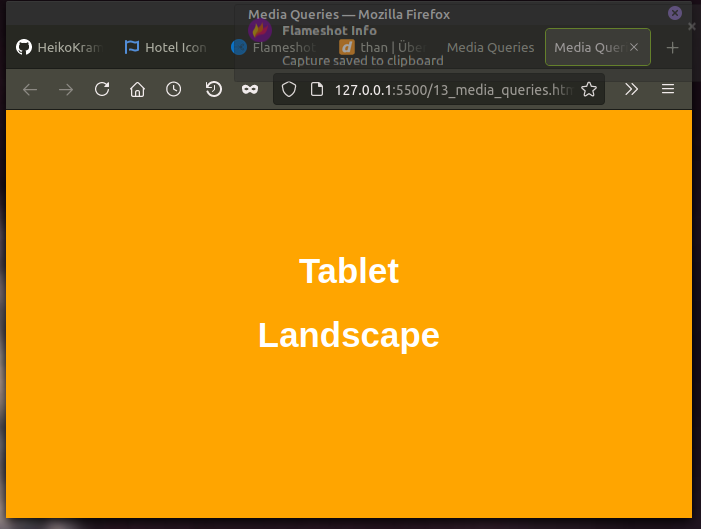 Media Queries — Mozilla Firefox
Flameshot Info
Capture saved to clipboard
HeikoKram
Hotel Icon
Flameshot
than | Übe
Media Queries
Media Quer
127.0.0.1:5500/13_media_queries.htm
Tablet
Landscape